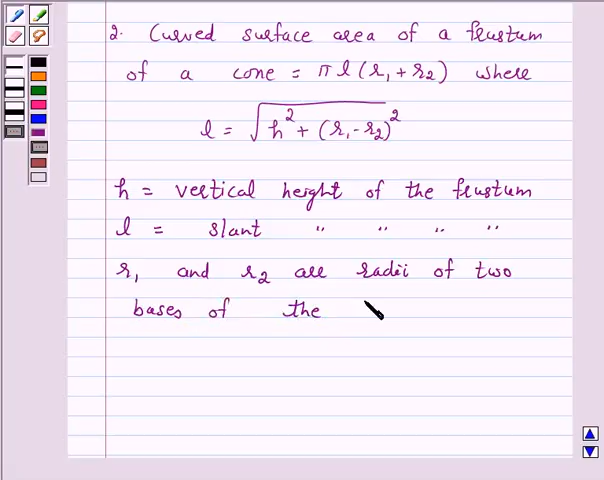 2. Curved surface area of a frustum
of a cone = πl(r₁+r₂) where
l = √h²+(r₁-r₂)²
h = vertical height of the frustum
l = slant " " " "
r₁ and r₂ are radii of two
bases of the